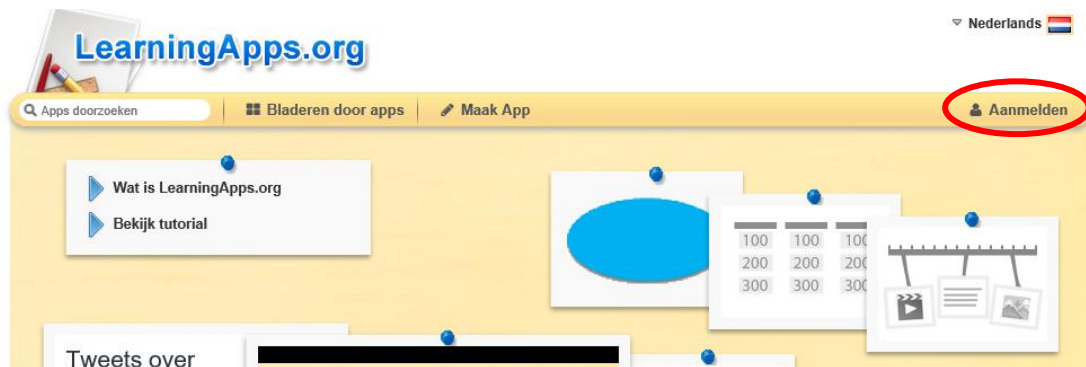 Nederlands
LearningApps.org
Apps doorzoeken
Bladeren door apps
Maak App
Aanmelden
Wat is LearningApps.org
Bekijk tutorial
100 100 100
200 200 200
300 300 300
Tweets over